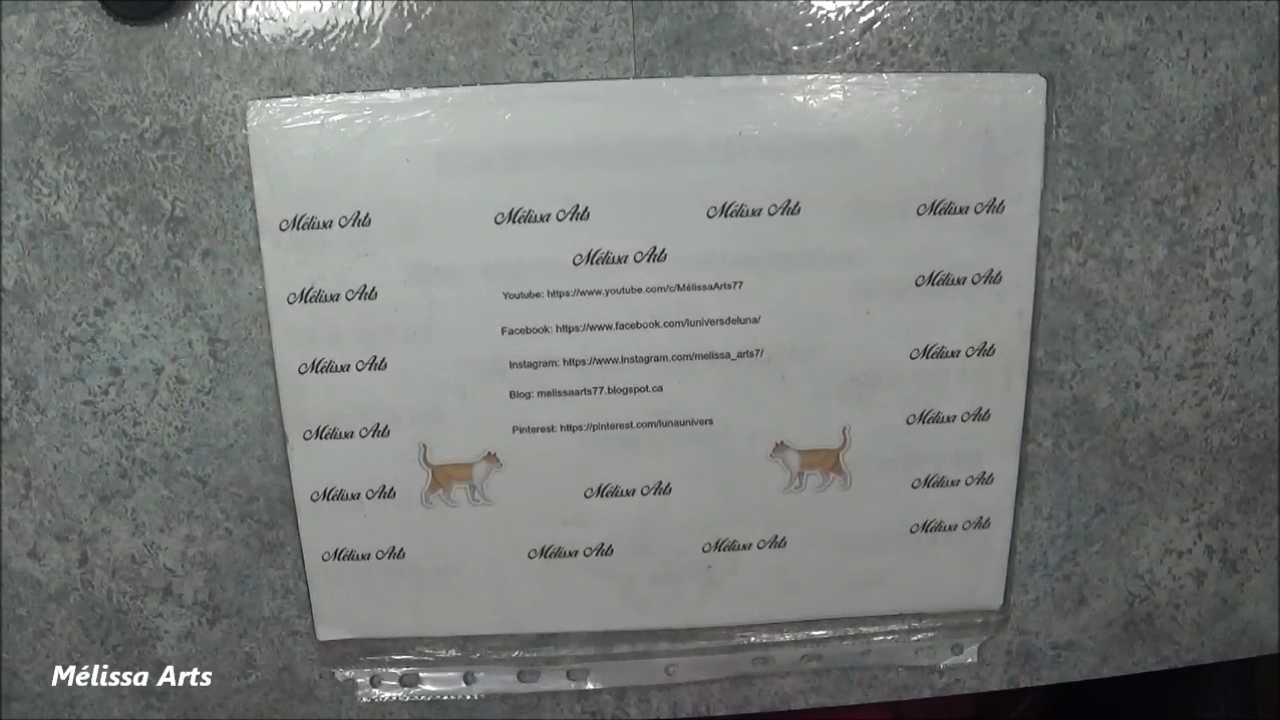 Mélissa Arts Mélissa Arts Mélissa Arts Mélissa Arts
Mélissa Arts
Mélissa Arts Youtube: https://www.youtube.com/c/MélissaArts77 Mélissa Arts
Facebook: https://www.facebook.com/luniversdeluna/
Mélissa Arts Instagram: https://www.instagram.com/melissa_arts7/ Mélissa Arts
Blog: melissaarts77.blogspot.ca
Mélissa Arts Pinterest: https://pinterest.com/lunaunivers Mélissa Arts
Mélissa Arts Mélissa Arts Mélissa Arts
Mélissa Arts Mélissa Arts Mélissa Arts Mélissa Arts
Mélissa Arts